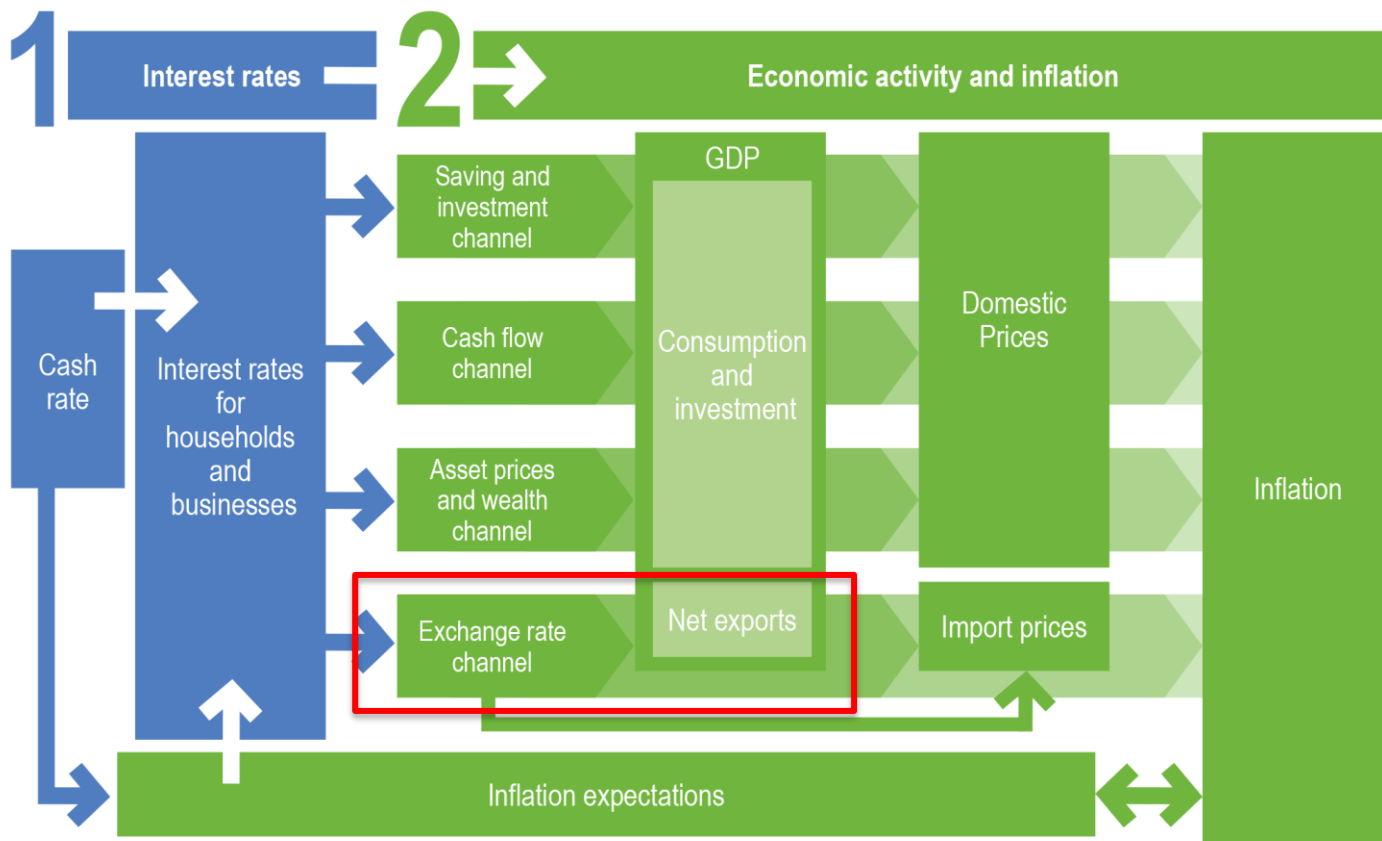 1
Interest rates
2
Economic activity and inflation
Cash
rate
Interest rates
for
households
and
businesses
Saving and
investment
channel
Cash flow
channel
Asset prices
and wealth
channel
Exchange rate
channel
GDP
Consumption
and
investment
Net exports
Domestic
Prices
Import prices
Inflation
Inflation expectations